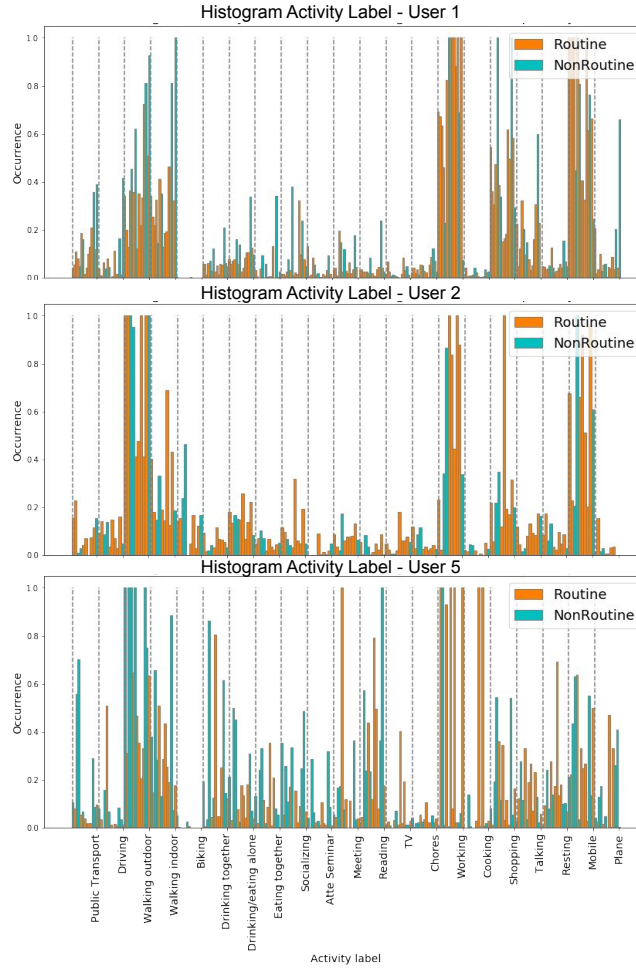 Histogram Activity Label - User 1
Routine
NonRoutine
Occurrence
1.0
0.8
0.6
0.4
0.2
0.0
Histogram Activity Label - User 2
Routine
NonRoutine
Occurrence
1.0
0.8
0.6
0.4
0.2
0.0
Histogram Activity Label - User 5
Routine
NonRoutine
Occurrence
1.0
0.8
0.6
0.4
0.2
0.0
Public Transport
Driving
Walking outdoor
Walking indoor
Biking
Drinking together
Drinking/eating alone
Eating together
Socializing
Atte Seminar
Meeting
Reading
TV
Chores
Working
Cooking
Shopping
Talking
Resting
Mobile
Plane
Activity label